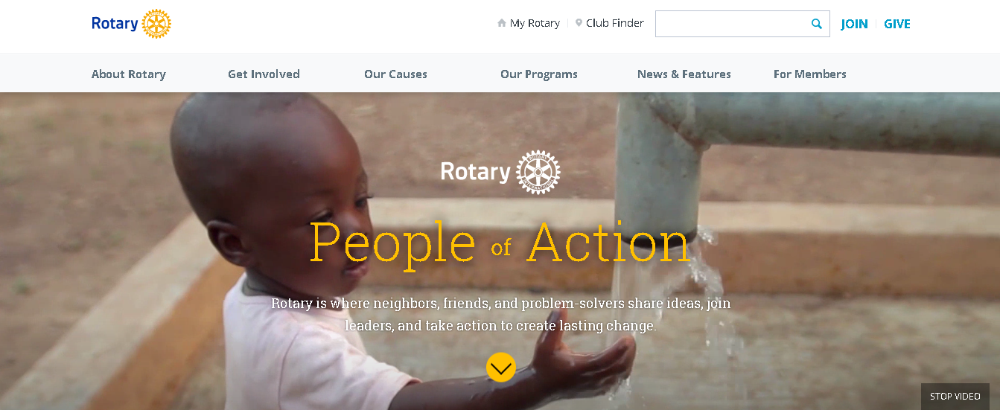 Rotary
My Rotary
Club Finder
JOIN
GIVE
About Rotary
Get Involved
Our Causes
Our Programs
News & Features
For Members
Rotary
ROTARY
INTERNATIONAL
People of Action
Rotary is where neighbors, friends, and problem-solvers share ideas, join
leaders, and take action to create lasting change.
STOP VIDEO